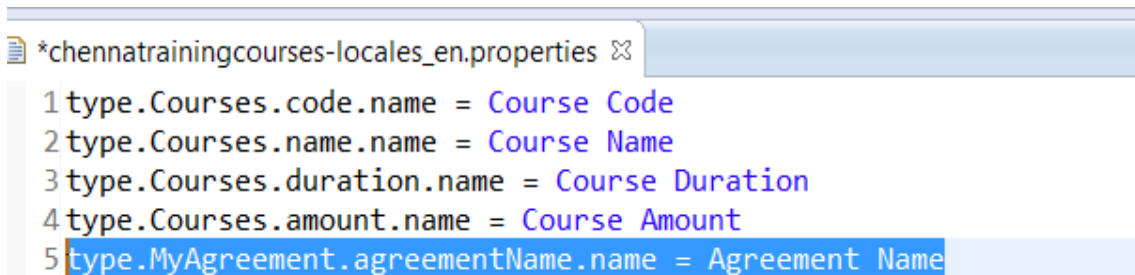 *chennatrainingcourses-locales_en.properties
1 type.Courses.code.name = Course Code
2 type.Courses.name.name = Course Name
3 type.Courses.duration.name = Course Duration
4 type.Courses.amount.name = Course Amount
5 type.MyAgreement.agreementName.name = Agreement Name